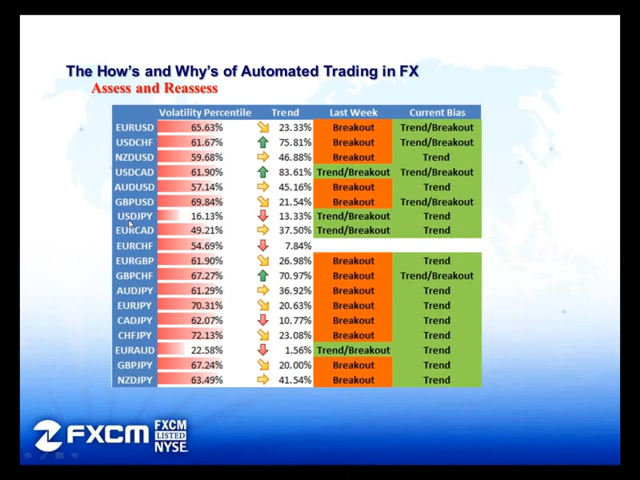 The How's and Why's of Automated Trading in FX
Assess and Reassess
Volatility Percentile Trend Last Week Current Bias
EURUSD 65.63% 23.33% Breakout Trend/Breakout
USDCHF 61.67% 75.81% Breakout Trend/Breakout
NZDUSD 59.68% 46.88% Breakout Trend
USDCAD 61.90% 83.61% Trend/Breakout Trend/Breakout
AUDUSD 57.14% 45.16% Breakout Trend
GBPUSD 69.84% 21.54% Breakout Trend/Breakout
USDJPY 16.13% 13.33% Trend/Breakout Trend
EURCAD 49.21% 37.50% Trend/Breakout Trend
EURCHF 54.69% 7.84%
EURGBP 61.90% 26.98% Breakout Trend
GBPCHF 67.27% 70.97% Breakout Trend/Breakout
AUDJPY 61.29% 36.92% Breakout Trend
EURJPY 70.31% 20.63% Breakout Trend
CADJPY 62.07% 10.77% Breakout Trend
CHFJPY 72.13% 23.08% Breakout Trend
EURAUD 22.58% 1.56% Trend/Breakout Trend
GBPJPY 67.24% 20.00% Breakout Trend
NZDJPY 63.49% 41.54% Breakout Trend
FXCM
FXCM
LISTED
NYSE